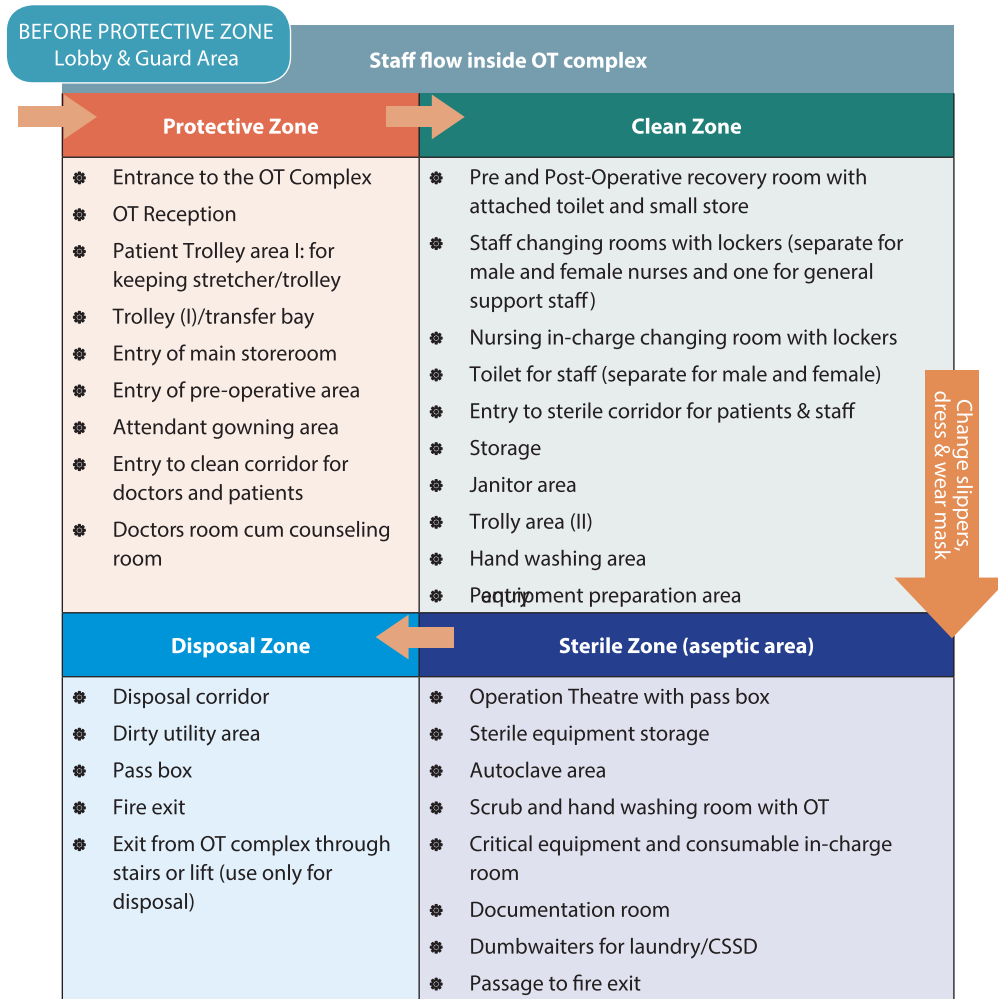 BEFORE PROTECTIVE ZONE
Lobby & Guard Area
Staff flow inside OT complex
Protective Zone
Entrance to the OT Complex
OT Reception
Patient Trolley area I: for
keeping stretcher/trolley
Trolley (I)/transfer bay
Entry of main storeroom
Entry of pre-operative area
Attendant gowning area
Entry to clean corridor for
doctors and patients
Doctors room cum counseling
room
Clean Zone
Pre and Post-Operative recovery room with
attached toilet and small store
Staff changing rooms with lockers (separate for
male and female nurses and one for general
support staff)
Nursing in-charge changing room with lockers
Toilet for staff (separate for male and female)
Entry to sterile corridor for patients & staff
Storage
Janitor area
Trolly area (II)
Hand washing area
preparation area
Change slippers,
dress & wear mask
Disposal Zone
Disposal corridor
Dirty utility area
Pass box
Fire exit
Exit from OT complex through
stairs or lift (use only for
disposal)
Sterile Zone (aseptic area)
Operation Theatre with pass box
Sterile equipment storage
Autoclave area
Scrub and hand washing room with OT
Critical equipment and consumable in-charge
room
Documentation room
Dumbwaiters for laundry/CSSD
Passage to fire exit